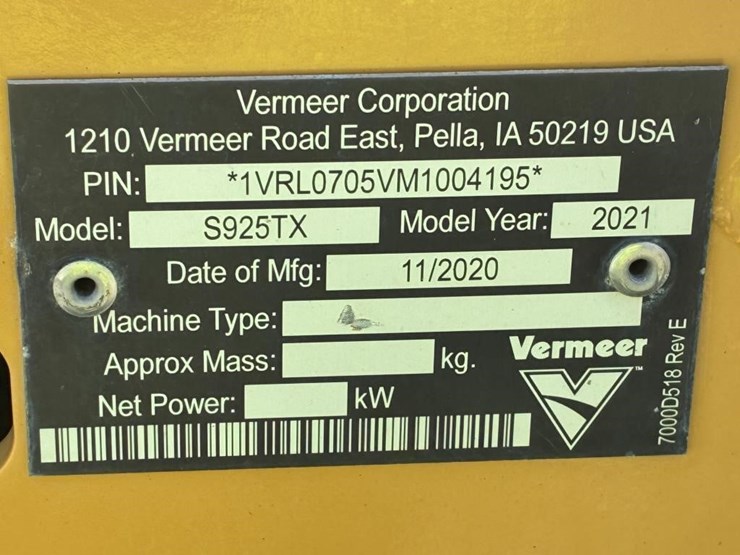 Vermeer Corporation
1210 Vermeer Road East, Pella, IA 50219 USA
PIN: *1VRL0705VM1004195*
Model: S925TX Model Year: 2021
Date of Mfg: 11/2020
Machine Type:
Approx Mass: kg.
Net Power: kW
Vermeer
™
7000D518 Rev E